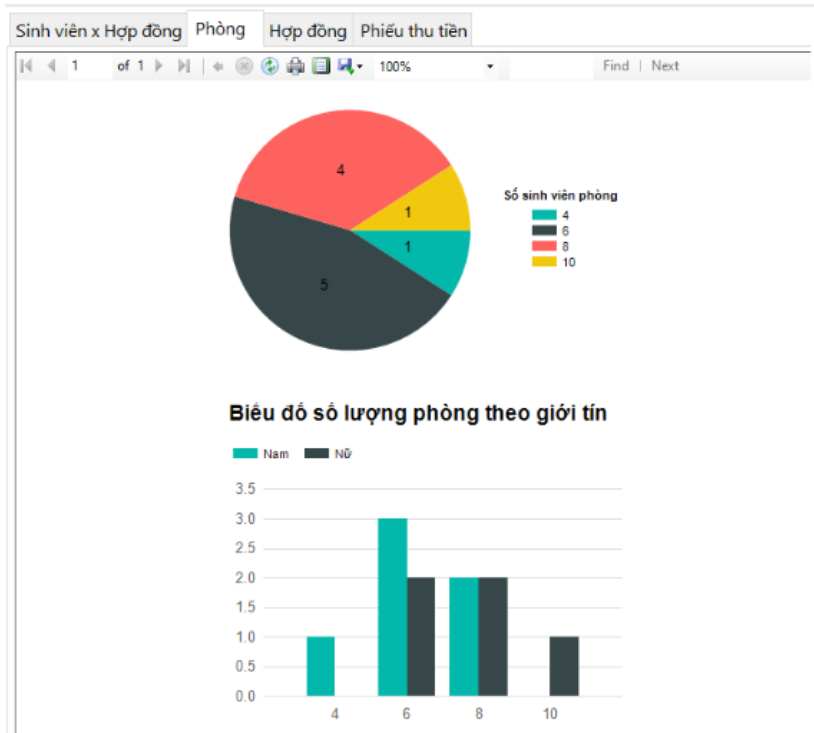 Sinh viên x Hợp đồng Phòng Hợp đồng Phiếu thu tiền
1 of 1 100% Find | Next
4
1
1
5
Số sinh viên phòng
4
6
8
10
Biểu đồ số lượng phòng theo giới tín
Nam Nữ
3.5
3.0
2.5
2.0
1.5
1.0
0.5
0.0
4 6 8 10